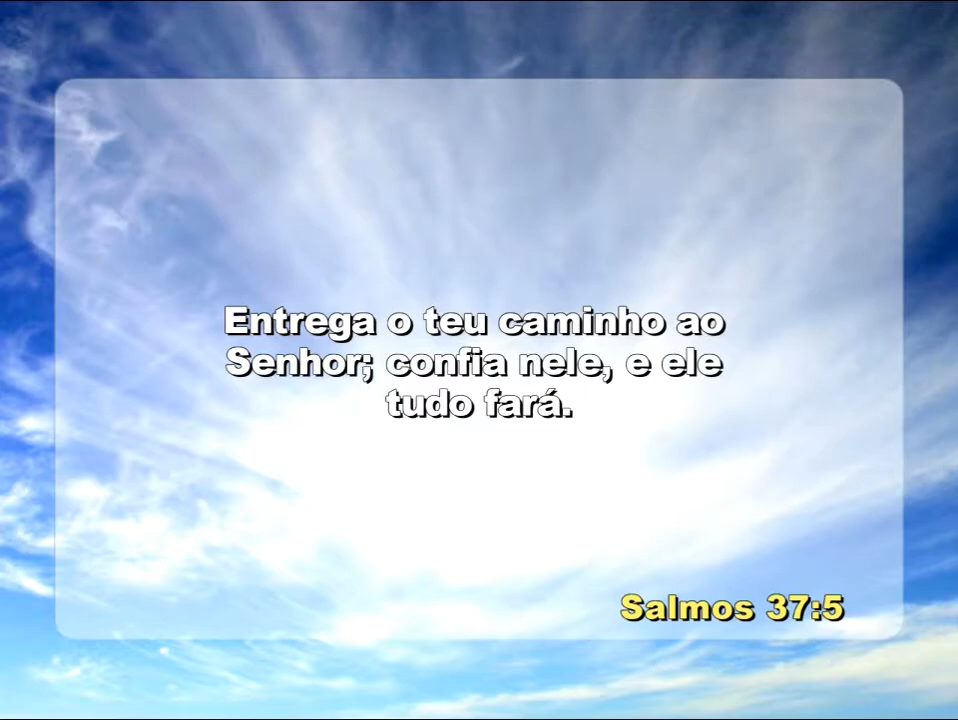 Entrega o teu caminho ao
Senhor; confia nele, e ele
tudo fará.
Salmos 37:5